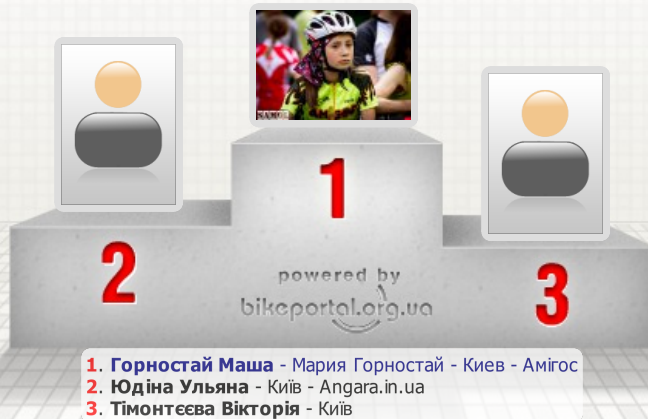 1
2
3
powered by
bikeportal.org.ua
1. Горностай Маша - Мария Горностай - Киев - Амігос
2. Юдіна Ульяна - Київ - Angara.in.ua
3. Тімонтєєва Вікторія - Київ